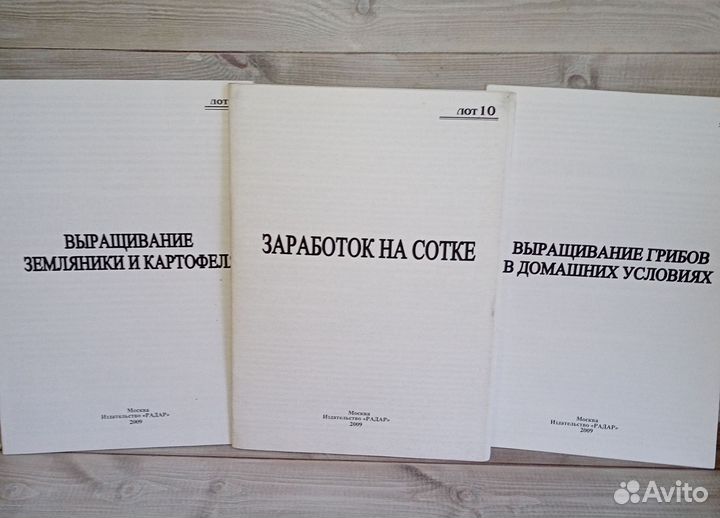 лот
ВЫРАЩИВАНИЕ
ЗЕМЛЯНИКИ И КАРТОФЕЛ
Москва
Издательство «РАДАР»
2009
лот 10
ЗАРАБОТОК НА СОТКЕ
Москва
Издательство «РАДАР»
2009
ВЫРАЩИВАНИЕ ГРИБОВ
В ДОМАШНИХ УСЛОВИЯХ
Москва
Издательство «РАДАР»
2009
Avito